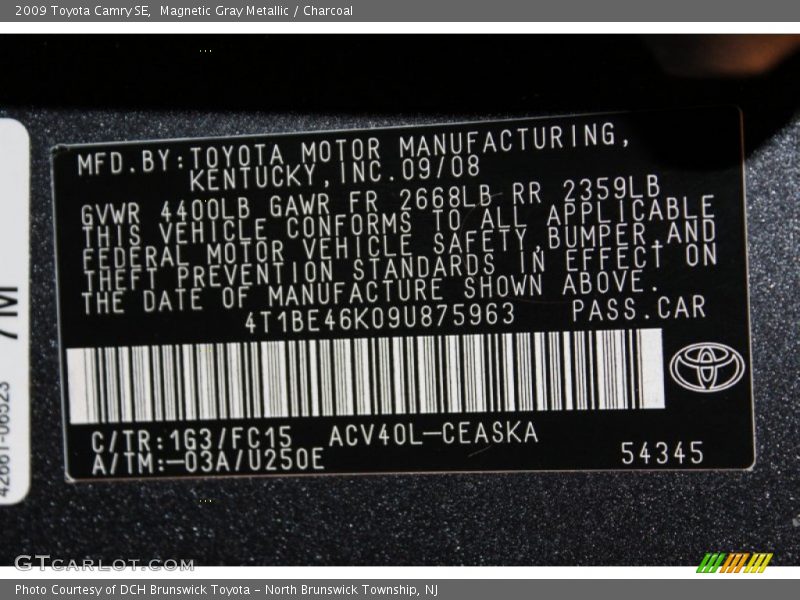 2009 Toyota Camry SE,  Magnetic Gray Metallic / Charcoal
MFD.BY:TOYOTA MOTOR MANUFACTURING,
KENTUCKY,INC.09/08
GVWR 4400LB GAWR FR 2668LB RR 2359LB
THIS VEHICLE CONFORMS TO ALL APPLICABLE
FEDERAL MOTOR VEHICLE SAFETY,BUMPER,AND
THEFT PREVENTION STANDARDS IN EFFECT ON
THE DATE OF MANUFACTURE SHOWN ABOVE.
4T1BE46K09U875963 PASS.CAR
C/TR:1G3/FC15 ACV40L-CEASKA
A/TM:-03A/U250E
54345
7M
42661-06523
GTCARLOT.COM
Photo Courtesy of DCH Brunswick Toyota - North Brunswick Township, NJ